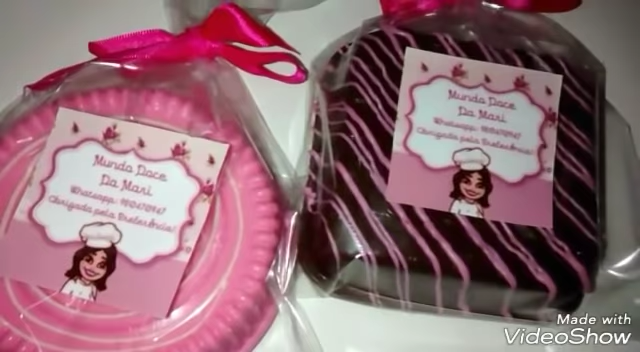 Mundo Doce
Da Mari
Whatsapp:
Obrigada pela Preferência!
Mundo Doce
Da Mari
Whatsapp:
Obrigada pela Preferência!
Made with
VideoShow